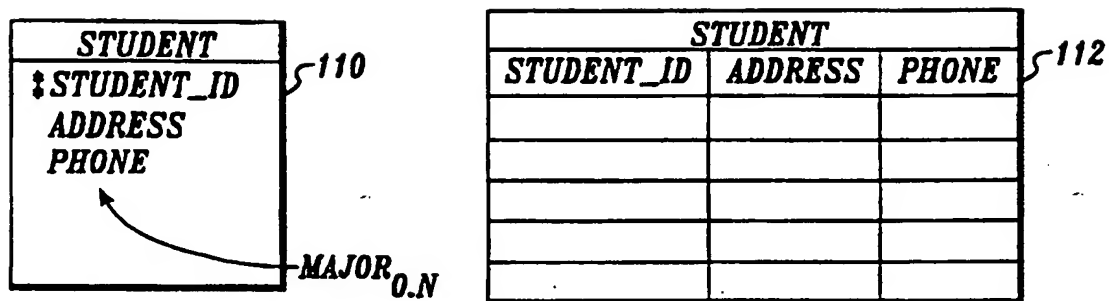 STUDENT
‡STUDENT_ID
ADDRESS
PHONE
110
MAJOR0.N
STUDENT
STUDENT_ID ADDRESS PHONE
112